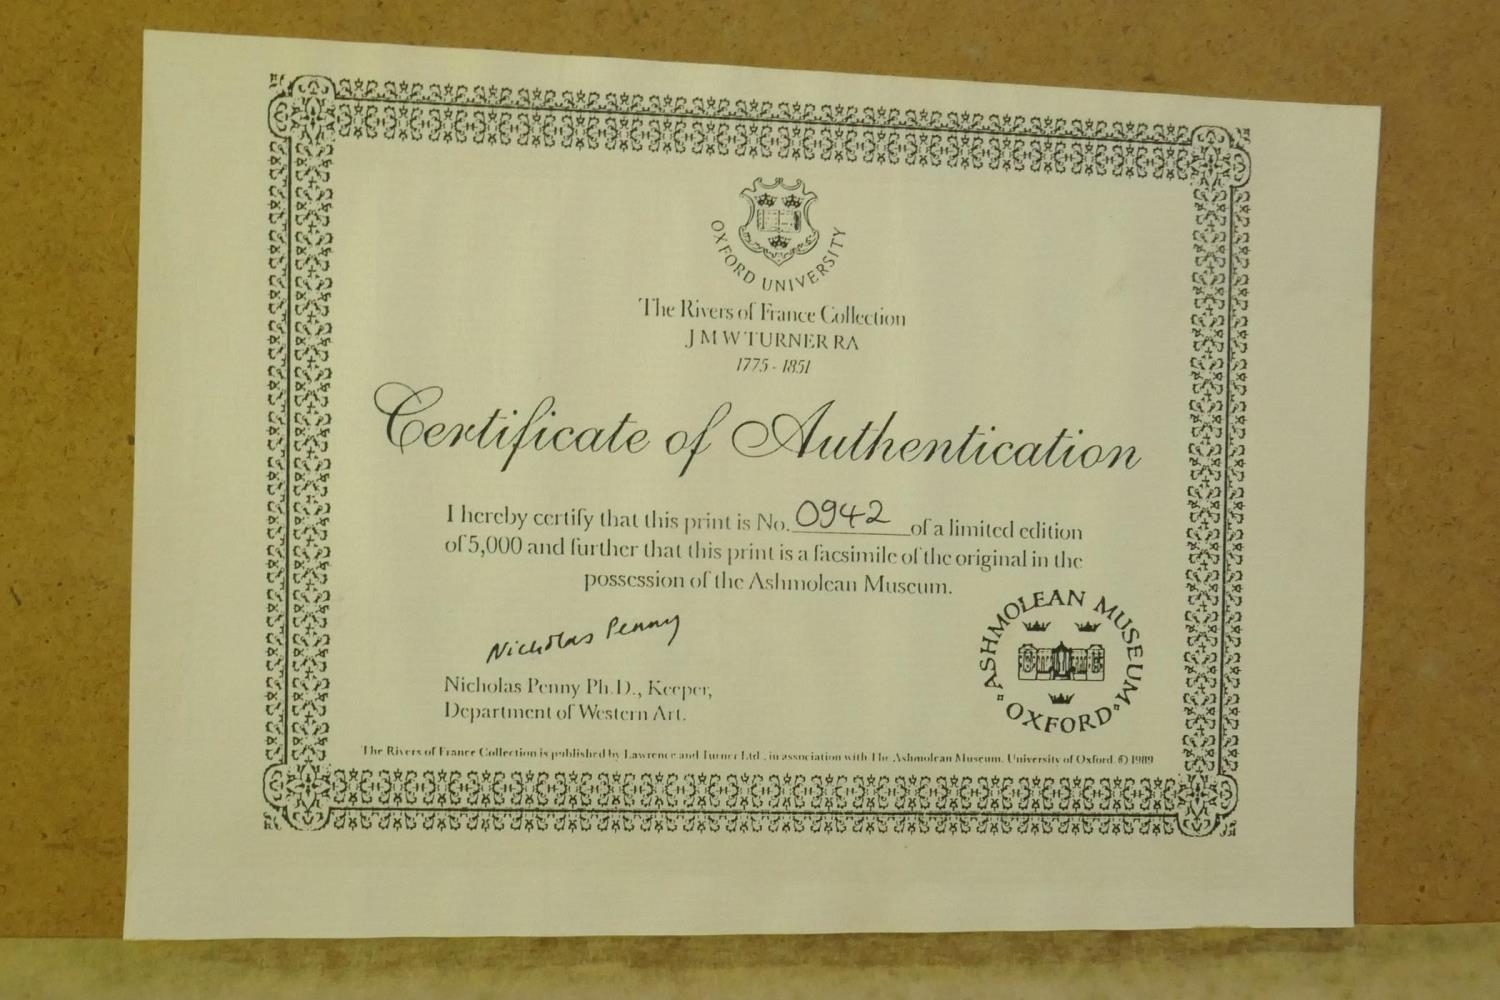 OXFORD UNIVERSITY
The Rivers of France Collection
J M W TURNER RA
1775 - 1851
Certificate of Authentication
I hereby certify that this print is No. 0942 of a limited edition
of 5,000 and further that this print is a facsimile of the original in the
possession of the Ashmolean Museum.
Nicholas Penny
Nicholas Penny Ph.D., Keeper,
Department of Western Art.
ASHMOLEAN MUSEUM
OXFORD
The Rivers of France Collection is published by Lawrence and Turner Ltd., in association with The Ashmolean Museum, University of Oxford. © 1989